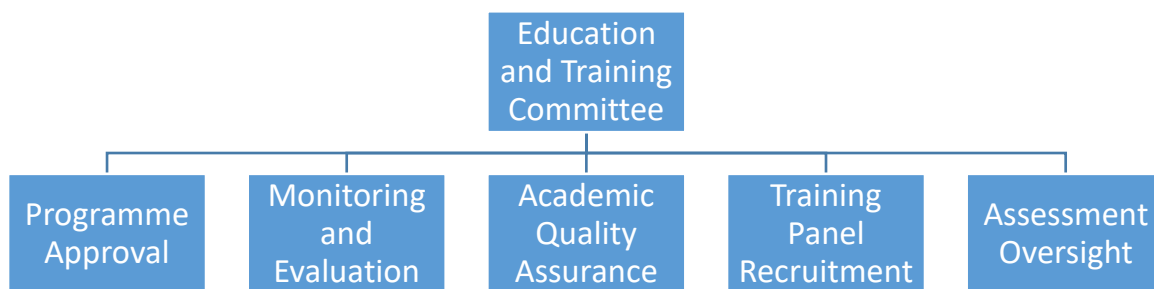 Education
and Training
Committee
Programme
Approval
Monitoring
and
Evaluation
Academic
Quality
Assurance
Training
Panel
Recruitment
Assessment
Oversight